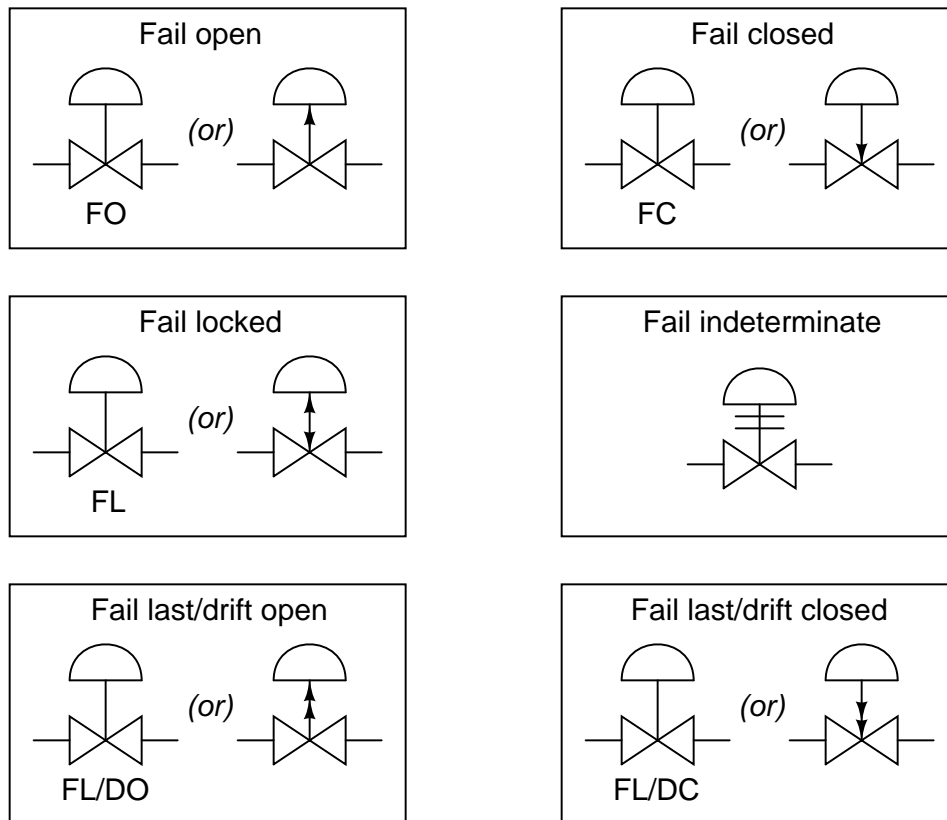 Fail open
(or)
FO
Fail closed
(or)
FC
Fail locked
(or)
FL
Fail indeterminate
Fail last/drift open
(or)
FL/DO
Fail last/drift closed
(or)
FL/DC